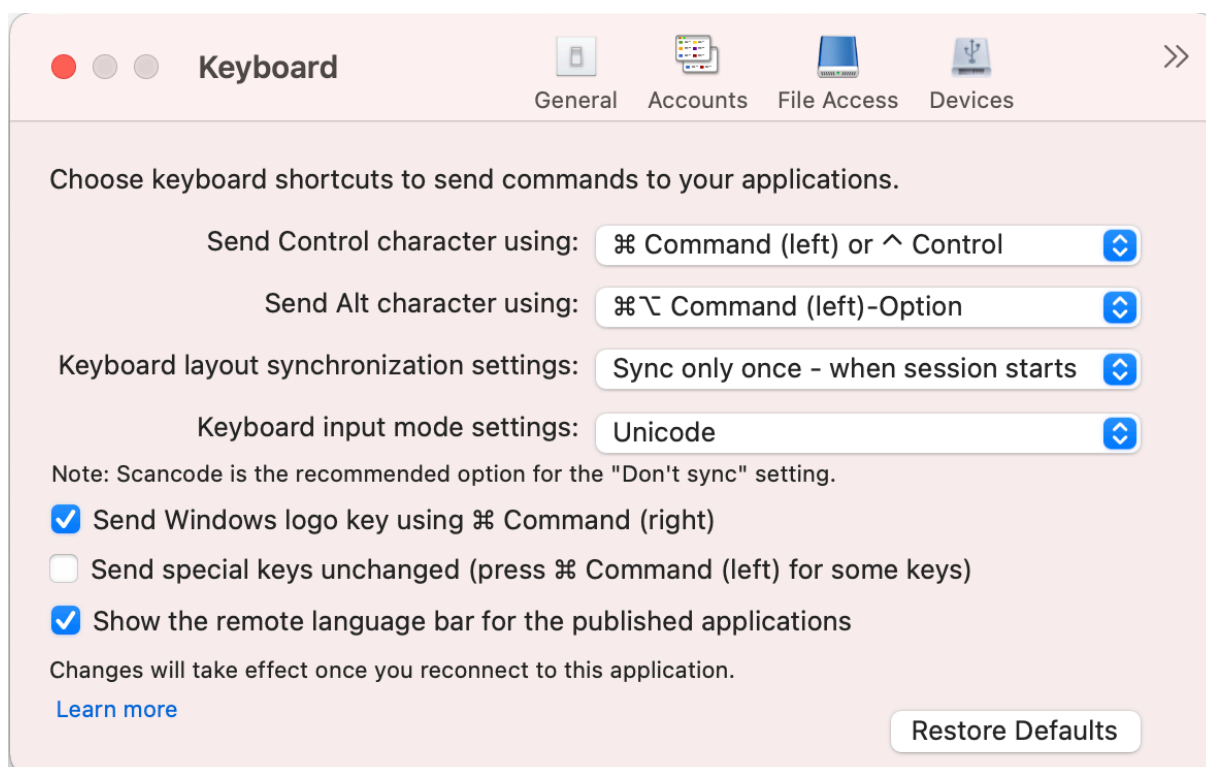 Keyboard
General
Accounts
File Access
Devices
Choose keyboard shortcuts to send commands to your applications.
Send Control character using: ⌘ Command (left) or ^ Control
Send Alt character using: ⌘⌥ Command (left)-Option
Keyboard layout synchronization settings: Sync only once - when session starts
Keyboard input mode settings: Unicode
Note: Scancode is the recommended option for the "Don't sync" setting.
Send Windows logo key using ⌘ Command (right)
Send special keys unchanged (press ⌘ Command (left) for some keys)
Show the remote language bar for the published applications
Changes will take effect once you reconnect to this application.
Learn more
Restore Defaults